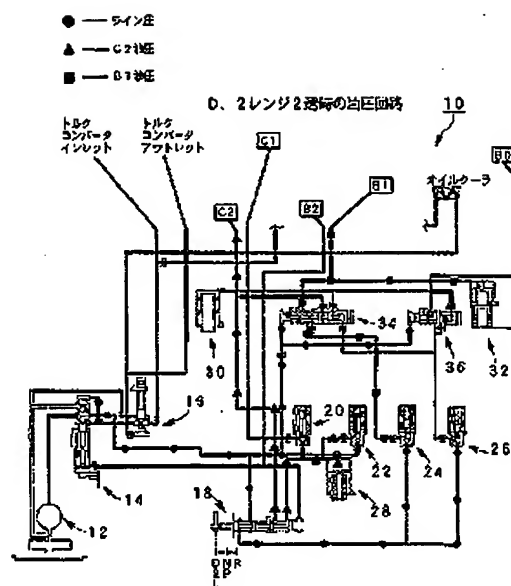 ライン圧
C2油圧
B1油圧
D、2レンジ2速時の油圧回路
10
トルク
コンバータ
インレット
トルク
コンバータ
アウトレット
C1
オイルクーラ
C2
B2
B1
30
34
36
32
16
20
22
24
26
14
18
28
12
D N R
2 P